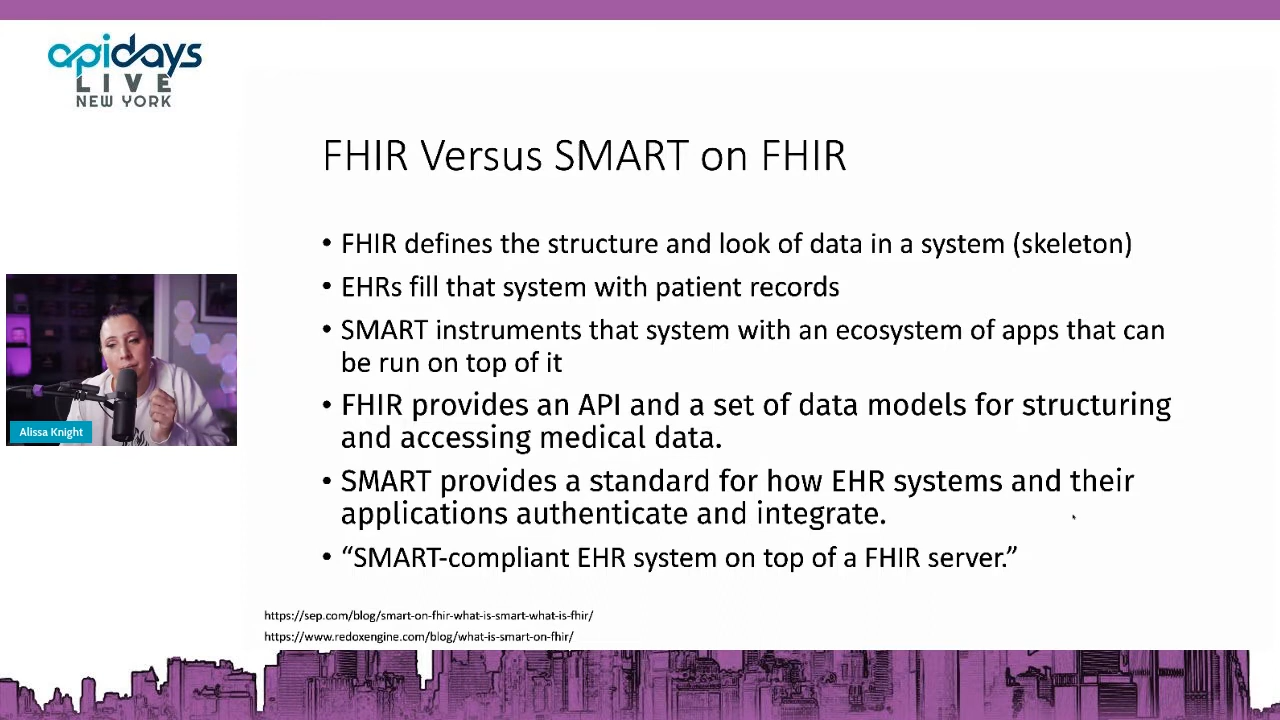 apidays
LIVE
NEW YORK
FHIR Versus SMART on FHIR
• FHIR defines the structure and look of data in a system (skeleton)
• EHRs fill that system with patient records
• SMART instruments that system with an ecosystem of apps that can
be run on top of it
• FHIR provides an API and a set of data models for structuring
and accessing medical data.
• SMART provides a standard for how EHR systems and their
applications authenticate and integrate.
• “SMART-compliant EHR system on top of a FHIR server.”
Alissa Knight
https://sep.com/blog/smart-on-fhir-what-is-smart-what-is-fhir/
https://www.redoxengine.com/blog/what-is-smart-on-fhir/